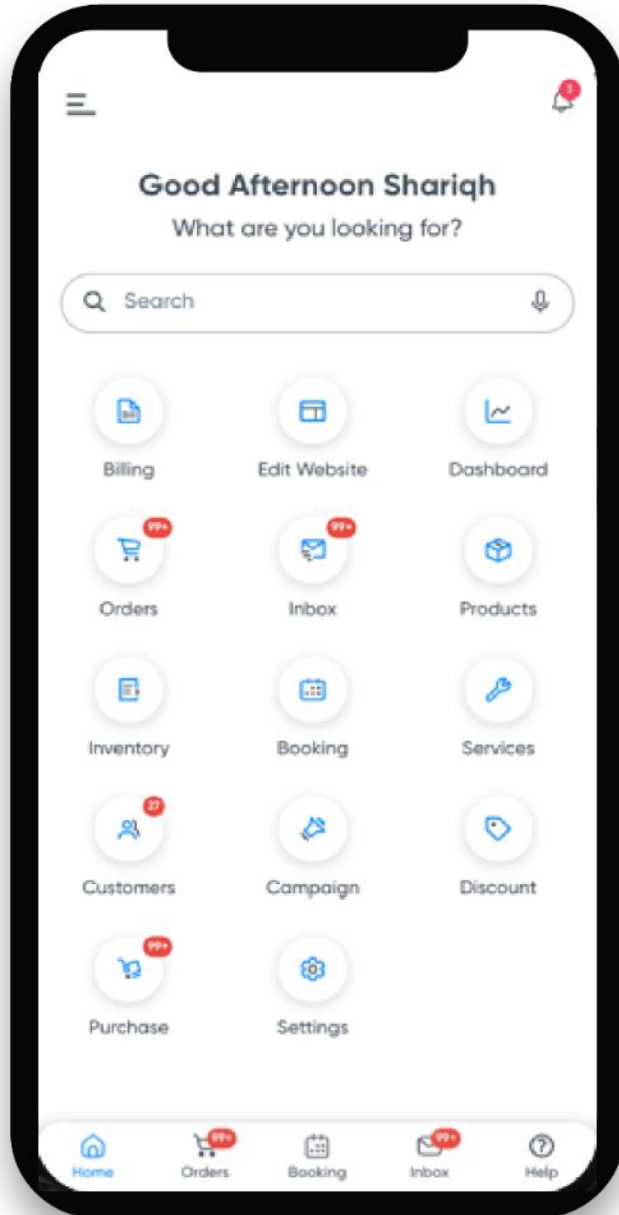 3
Good Afternoon Shariqh
What are you looking for?
Search
Billing Edit Website Dashboard
99+ 99+
Orders Inbox Products
Inventory Booking Services
27
Customers Campaign Discount
99+
Purchase Settings
99+ 99+
Home Orders Booking Inbox Help